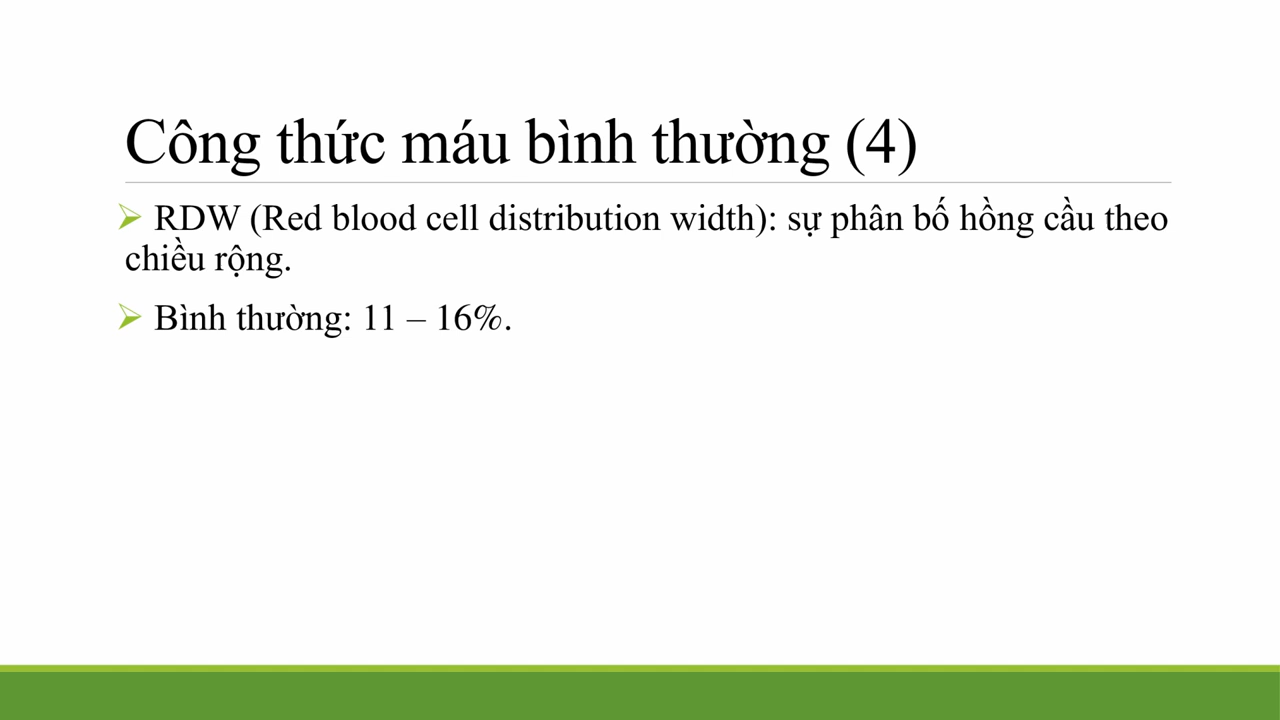 Công thức máu bình thường (4)
RDW (Red blood cell distribution width): sự phân bố hồng cầu theo
chiều rộng.
Bình thường: 11 – 16%.